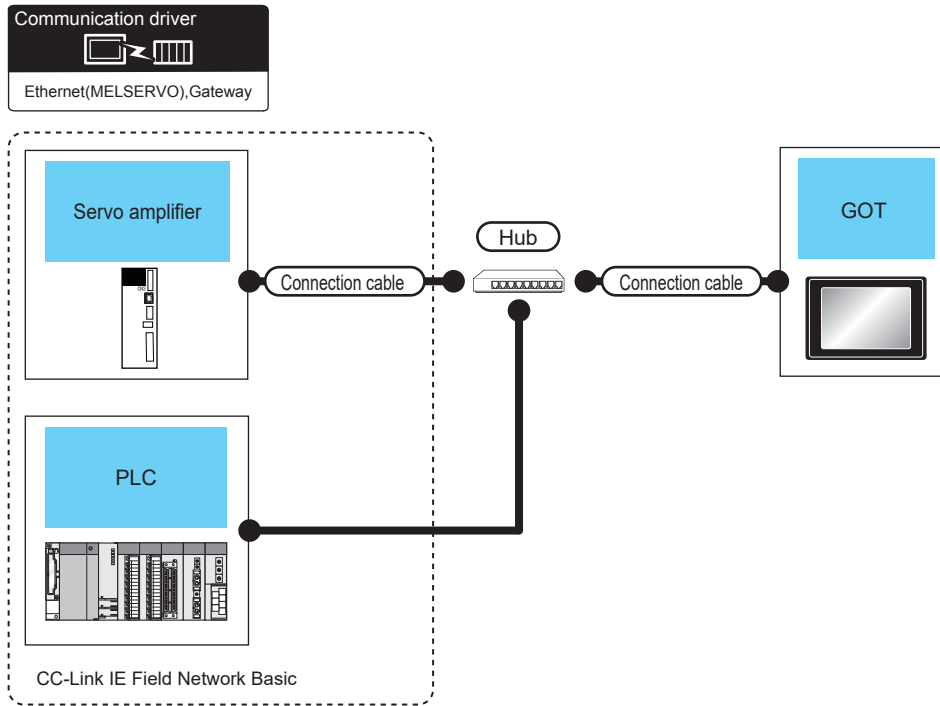 Communication driver
Ethernet(MELSERVO),Gateway
Servo amplifier
GOT
Hub
Connection cable
Connection cable
PLC
CC-Link IE Field Network Basic